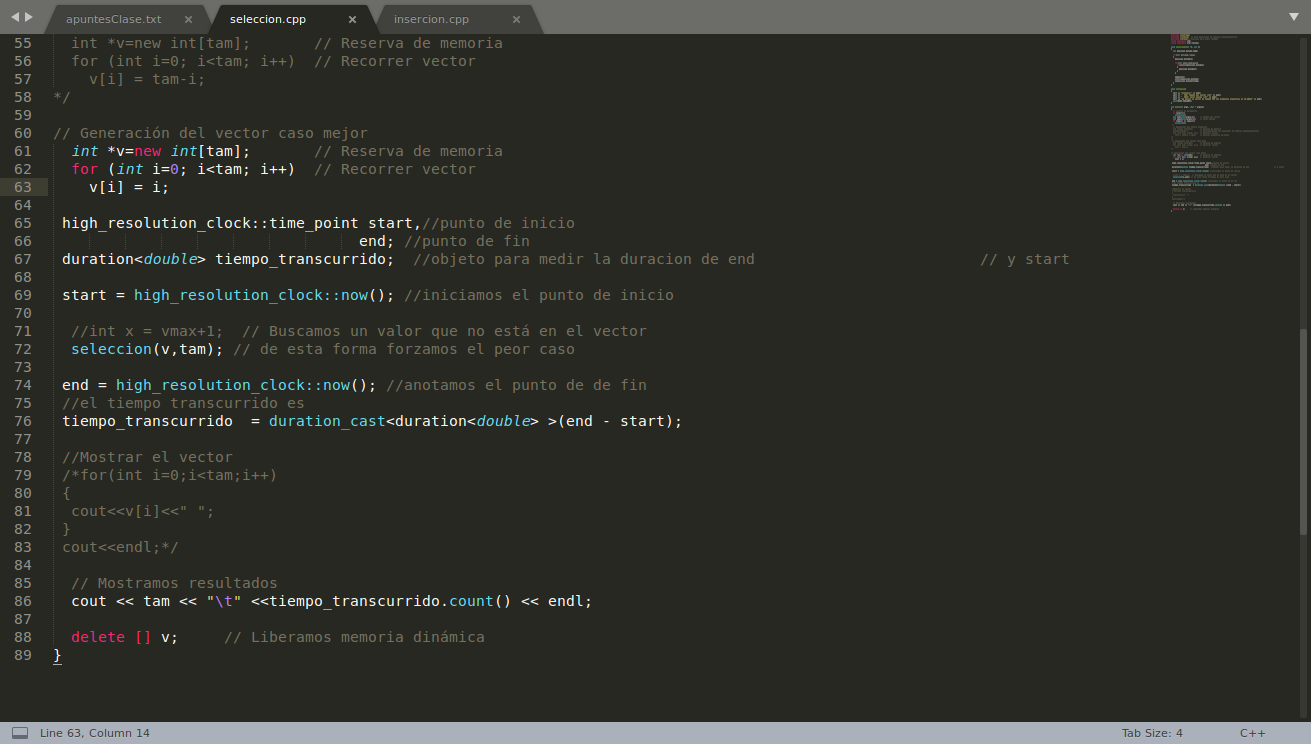 apuntesClase.txt × seleccion.cpp × insercion.cpp ×
55 int *v=new int[tam]; // Reserva de memoria
56 for (int i=0; i<tam; i++) // Recorrer vector
57 v[i] = tam-i;
58 */
59
60 // Generación del vector caso mejor
61 int *v=new int[tam]; // Reserva de memoria
62 for (int i=0; i<tam; i++) // Recorrer vector
63 v[i] = i;
64
65 high_resolution_clock::time_point start,//punto de inicio
66 end; //punto de fin
67 duration<double> tiempo_transcurrido; //objeto para medir la duracion de end // y start
68
69 start = high_resolution_clock::now(); //iniciamos el punto de inicio
70
71 //int x = vmax+1; // Buscamos un valor que no está en el vector
72 seleccion(v,tam); // de esta forma forzamos el peor caso
73
74 end = high_resolution_clock::now(); //anotamos el punto de de fin
75 //el tiempo transcurrido es
76 tiempo_transcurrido = duration_cast<duration<double> >(end - start);
77
78 //Mostrar el vector
79 /*for(int i=0;i<tam;i++)
80 {
81 cout<<v[i]<<" ";
82 }
83 cout<<endl;*/
84
85 // Mostramos resultados
86 cout << tam << "\t" <<tiempo_transcurrido.count() << endl;
87
88 delete [] v; // Liberamos memoria dinámica
89 }
Line 63, Column 14 Tab Size: 4 C++